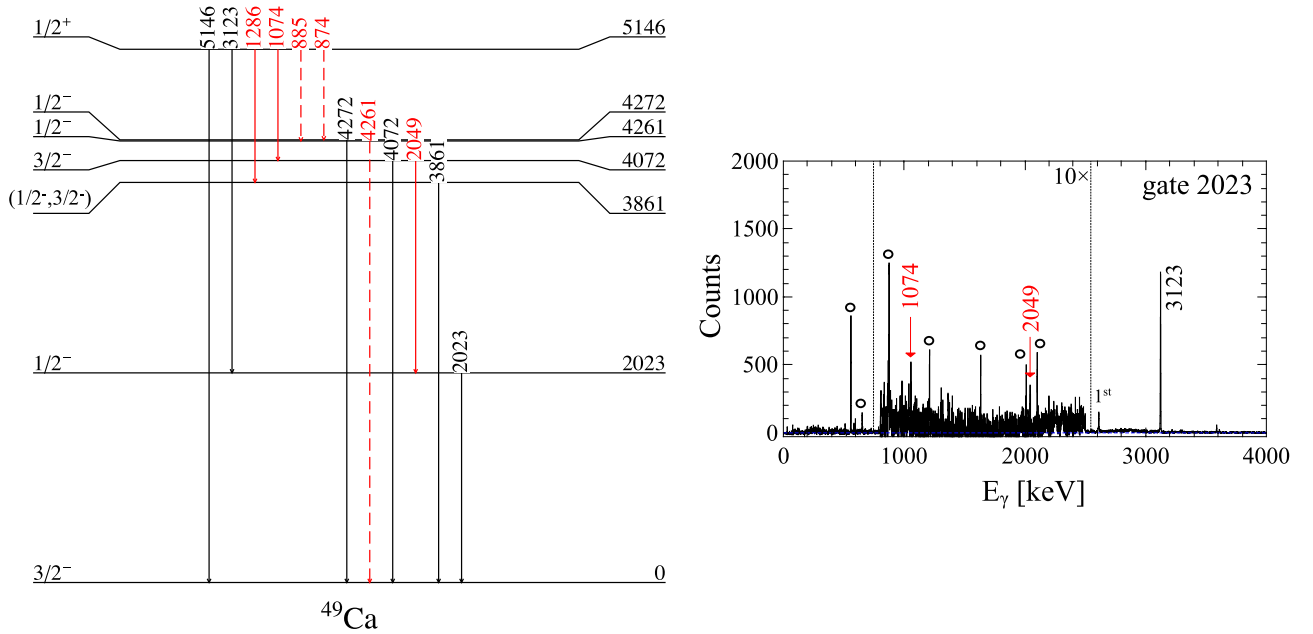 1/2⁺ 5146
5146 3123 1286 1074 885 874
1/2⁻ 4272
1/2⁻ 4261
3/2⁻ 4072
(1/2⁻,3/2⁻) 3861
4272 4261 4072 2049 3861
1/2⁻ 2023
2023
3/2⁻ 0
⁴⁹Ca
2000
1500
1000
500
0
Counts
10×
gate 2023
1074
2049
1ˢᵗ
3123
0 1000 2000 3000 4000
Eγ [keV]